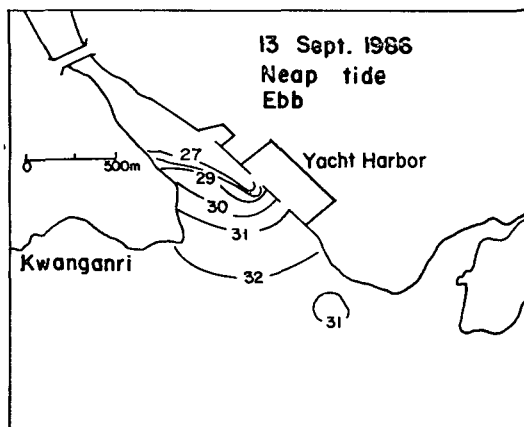 13 Sept. 1986
Neap tide
Ebb
0
500m
27
Yacht Harbor
29
30
31
32
Kwanganri
31